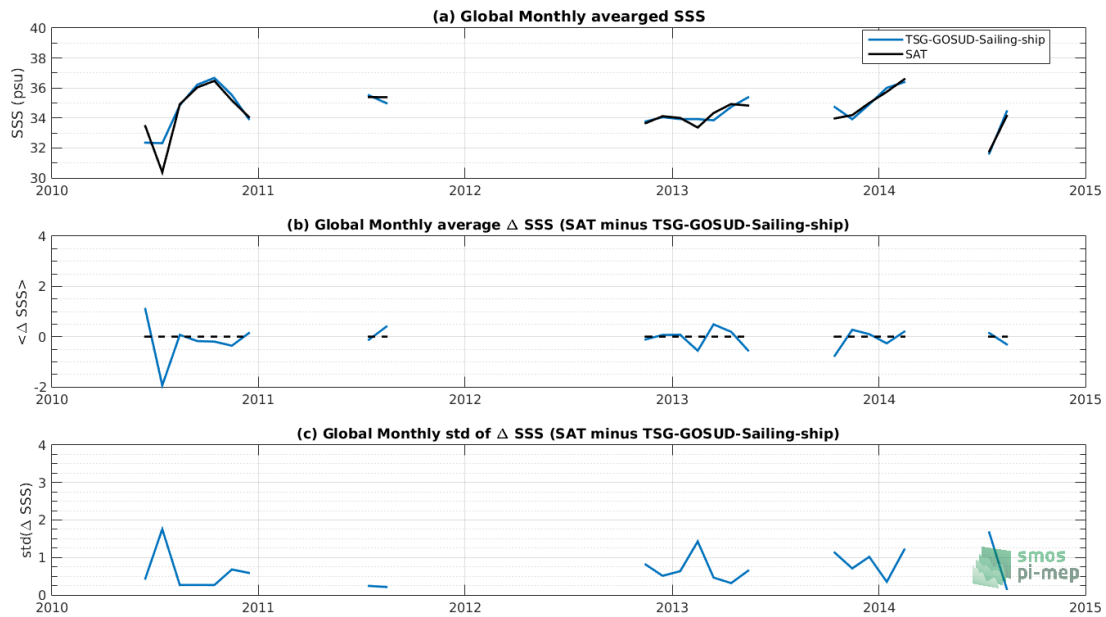 (a) Global Monthly avearged SSS
SSS (psu)
40
38
36
34
32
30
TSG-GOSUD-Sailing-ship
SAT
2010 2011 2012 2013 2014 2015
(b) Global Monthly average Δ SSS (SAT minus TSG-GOSUD-Sailing-ship)
<Δ SSS>
4
2
0
-2
2010 2011 2012 2013 2014 2015
(c) Global Monthly std of Δ SSS (SAT minus TSG-GOSUD-Sailing-ship)
std(Δ SSS)
4
3
2
1
0
smos
pi-mep
2010 2011 2012 2013 2014 2015